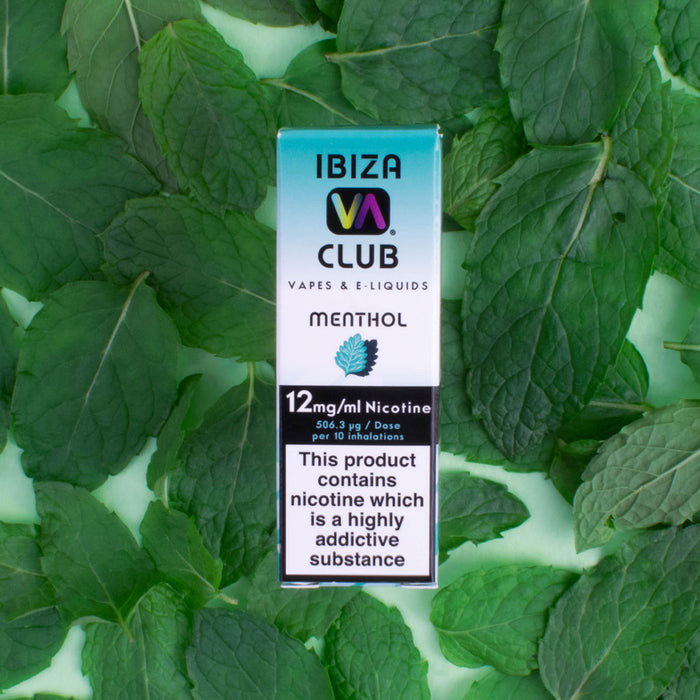 IBIZA
VA®
CLUB
VAPES & E-LIQUIDS
MENTHOL
12mg/ml Nicotine
506.3 µg / Dose
per 10 inhalations
This product
contains
nicotine which
is a highly
addictive
substance